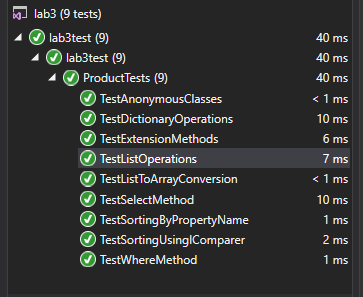 lab3 (9 tests)
lab3test (9) 40 ms
lab3test (9) 40 ms
ProductTests (9) 40 ms
TestAnonymousClasses < 1 ms
TestDictionaryOperations 10 ms
TestExtensionMethods 6 ms
TestListOperations 7 ms
TestListToArrayConversion < 1 ms
TestSelectMethod 10 ms
TestSortingByPropertyName 1 ms
TestSortingUsingIComparer 2 ms
TestWhereMethod 1 ms